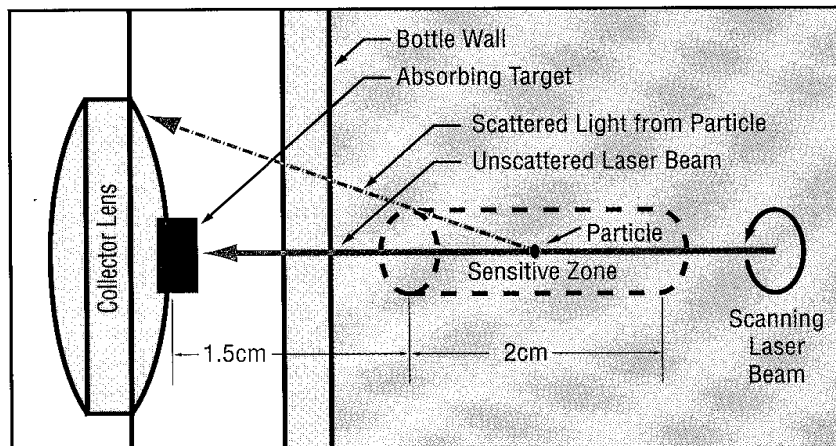 Bottle Wall
Absorbing Target
Scattered Light from Particle
Unscattered Laser Beam
Collector Lens
Particle
Sensitive Zone
Scanning
Laser
Beam
1.5cm
2cm